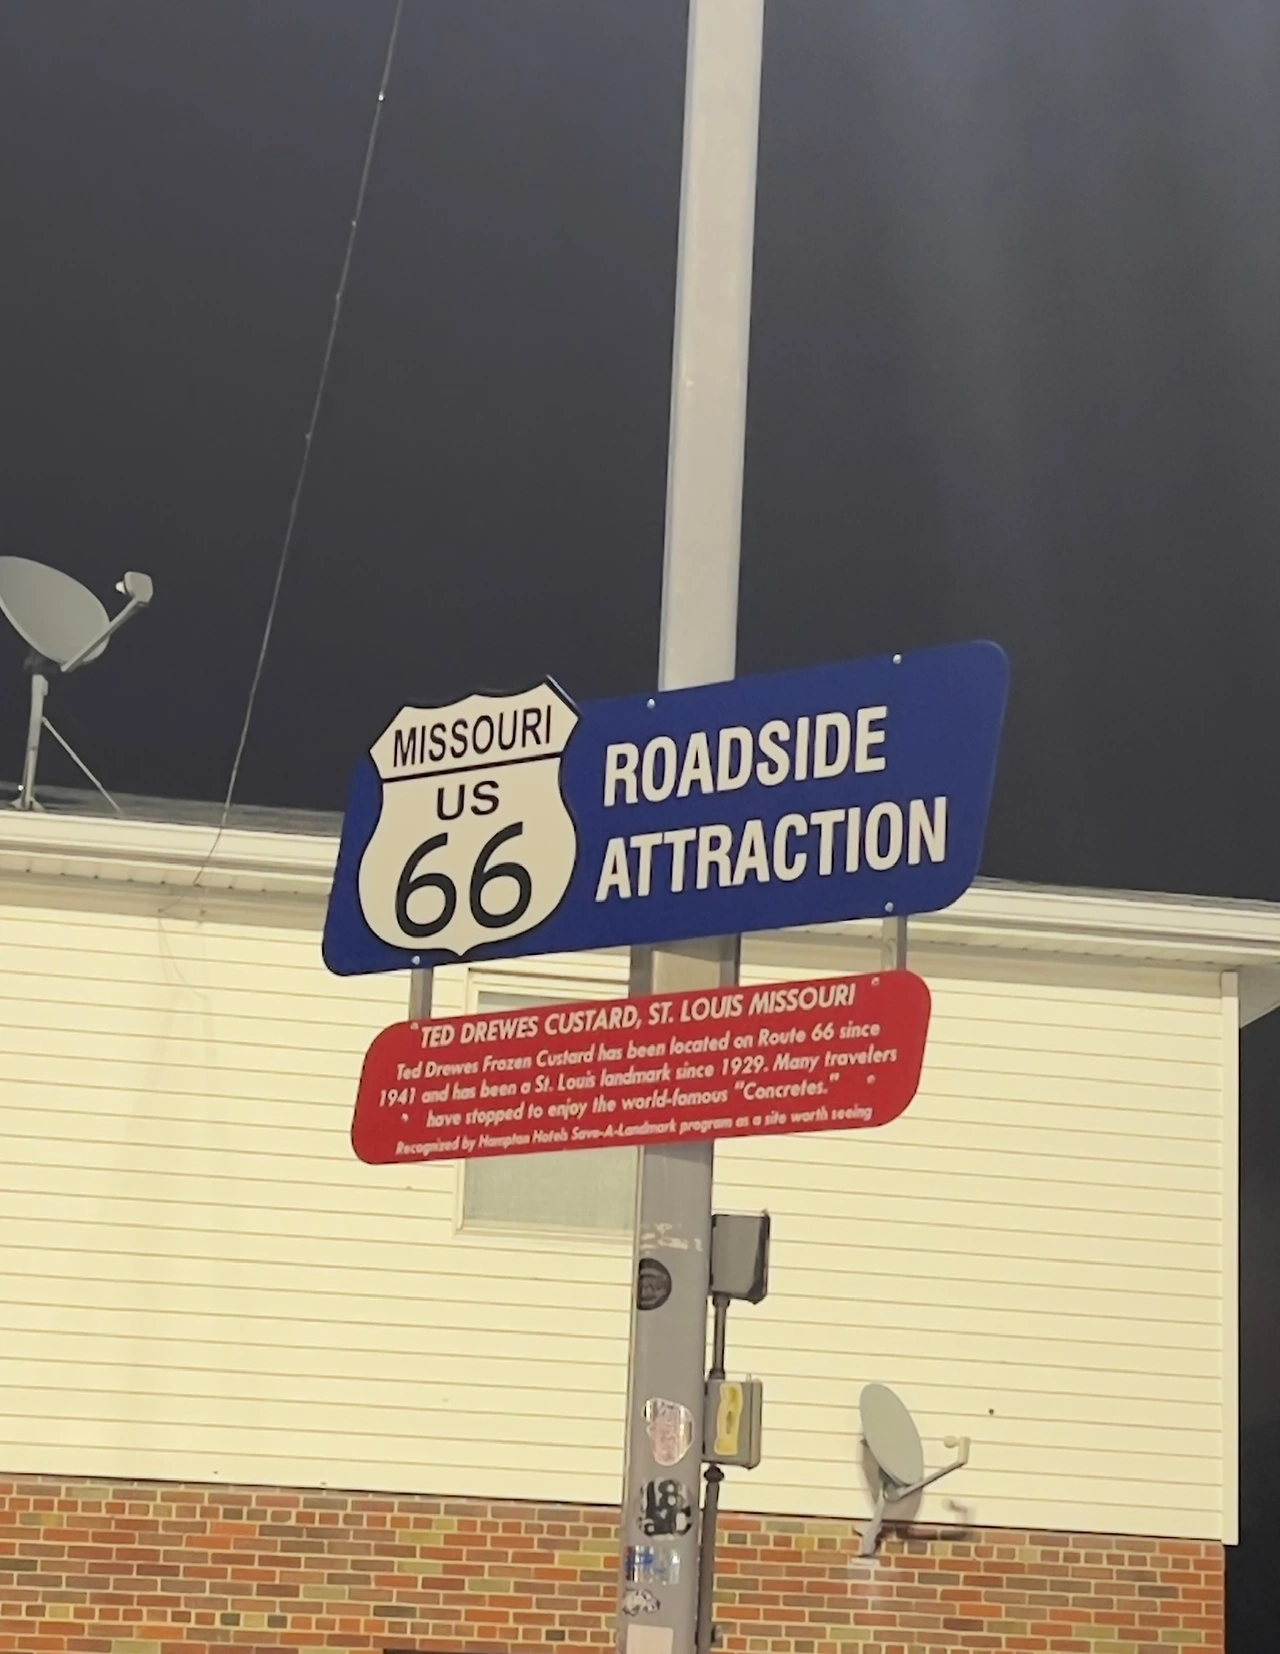 MISSOURI
US
66
ROADSIDE
ATTRACTION
TED DREWES CUSTARD, ST. LOUIS MISSOURI
Ted Drewes Frozen Custard has been located on Route 66 since
1941 and has been a St. Louis landmark since 1929. Many travelers
have stopped to enjoy the world-famous "Concretes."
Recognized by Hampton Hotels Save-A-Landmark program as a site worth seeing